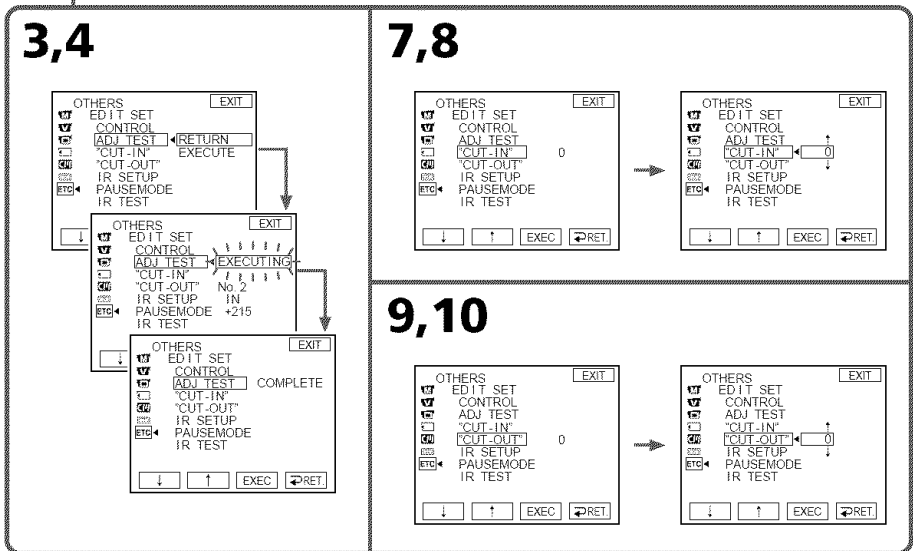 3,4
OTHERS EXIT
EDIT SET
CONTROL
ADJ TEST RETURN
"CUT-IN" EXECUTE
"CUT-OUT"
IR SETUP
ETC PAUSEMODE
IR TEST
↓
OTHERS EXIT
EDIT SET
CONTROL
ADJ TEST EXECUTING
"CUT-IN"
"CUT-OUT" No. 2
IR SETUP IN
ETC PAUSEMODE +215
IR TEST
↓
OTHERS EXIT
EDIT SET
CONTROL
ADJ TEST COMPLETE
"CUT-IN"
"CUT-OUT"
IR SETUP
ETC PAUSEMODE
IR TEST
↓ ↑ EXEC RET.
7,8
OTHERS EXIT
EDIT SET
CONTROL
ADJ TEST
"CUT-IN" 0
"CUT-OUT"
IR SETUP
ETC PAUSEMODE
IR TEST
↓ ↑ EXEC RET.
OTHERS EXIT
EDIT SET
CONTROL
ADJ TEST ↑
"CUT-IN" 0
"CUT-OUT" ↓
IR SETUP
ETC PAUSEMODE
IR TEST
↓ ↑ EXEC RET.
9,10
OTHERS EXIT
EDIT SET
CONTROL
ADJ TEST
"CUT-IN"
"CUT-OUT" 0
IR SETUP
ETC PAUSEMODE
IR TEST
↓ ↑ EXEC RET.
OTHERS EXIT
EDIT SET
CONTROL
ADJ TEST
"CUT-IN" ↑
"CUT-OUT" 0
IR SETUP ↓
ETC PAUSEMODE
IR TEST
↓ ↑ EXEC RET.